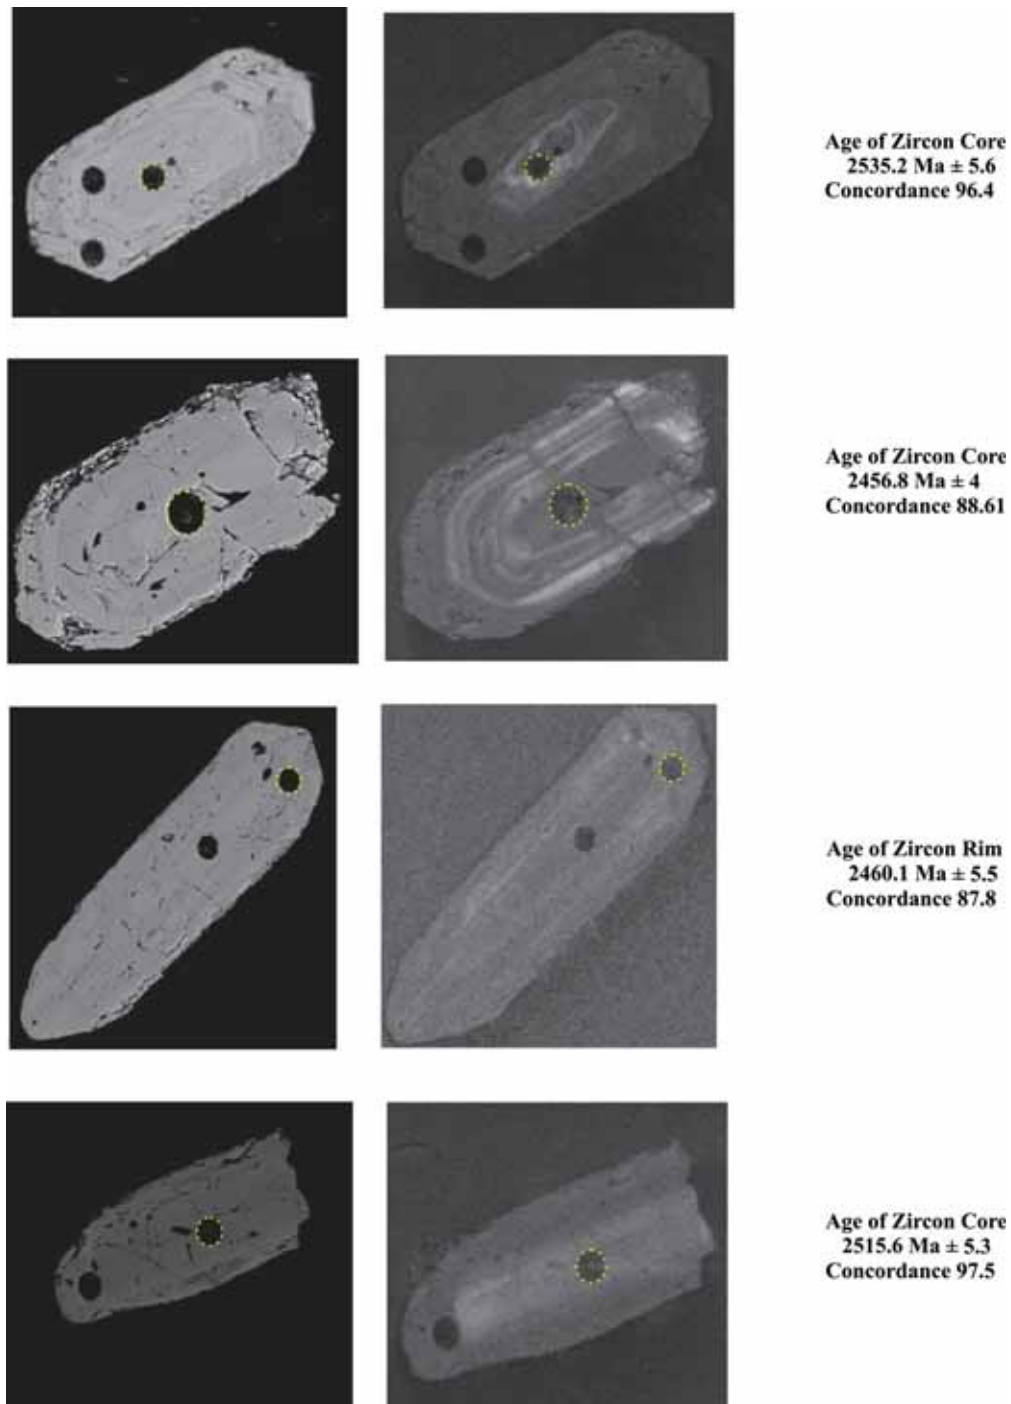 Age of Zircon Core
2535.2 Ma ± 5.6
Concordance 96.4
Age of Zircon Core
2456.8 Ma ± 4
Concordance 88.61
Age of Zircon Rim
2460.1 Ma ± 5.5
Concordance 87.8
Age of Zircon Core
2515.6 Ma ± 5.3
Concordance 97.5